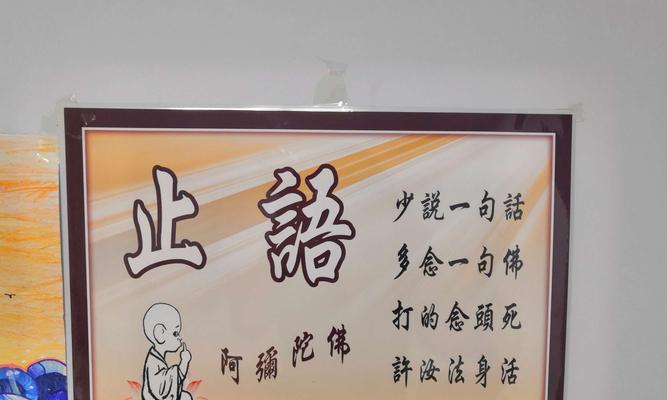 止語
少說一句話
多念一句佛
打的念頭死
許汝法身活
阿彌陀佛